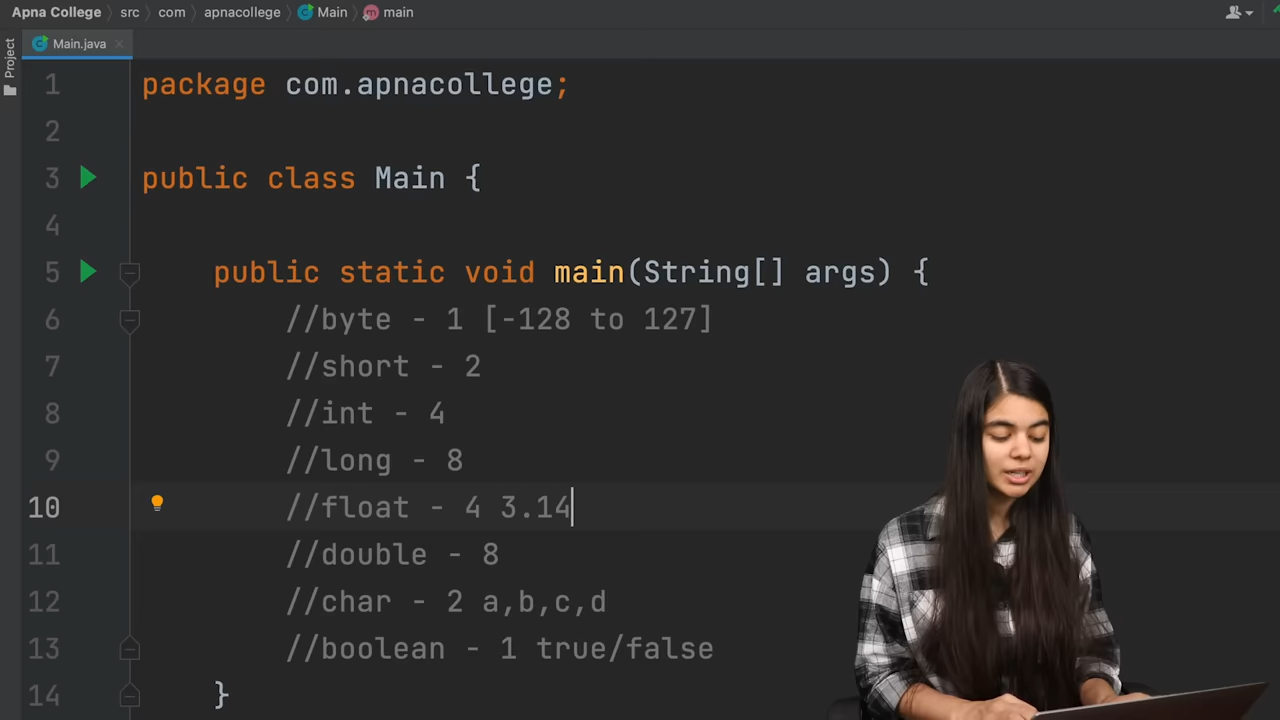 Apna College src com apnacollege Main main
Project
Main.java
1 package com.apnacollege;
2
3 public class Main {
4
5 public static void main(String[] args) {
6 //byte - 1 [-128 to 127]
7 //short - 2
8 //int - 4
9 //long - 8
10 //float - 4 3.14
11 //double - 8
12 //char - 2 a,b,c,d
13 //boolean - 1 true/false
14 }